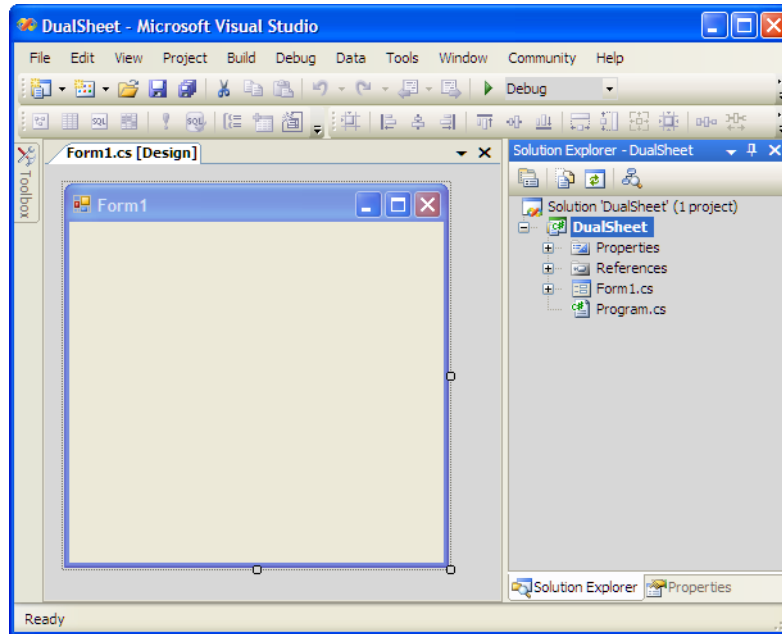 DualSheet - Microsoft Visual Studio
File Edit View Project Build Debug Data Tools Window Community Help
Debug
SQL SQL
Form1.cs [Design]
Solution Explorer - DualSheet
Toolbox
Form1
Solution 'DualSheet' (1 project)
DualSheet
Properties
References
Form1.cs
Program.cs
Solution Explorer Properties
Ready